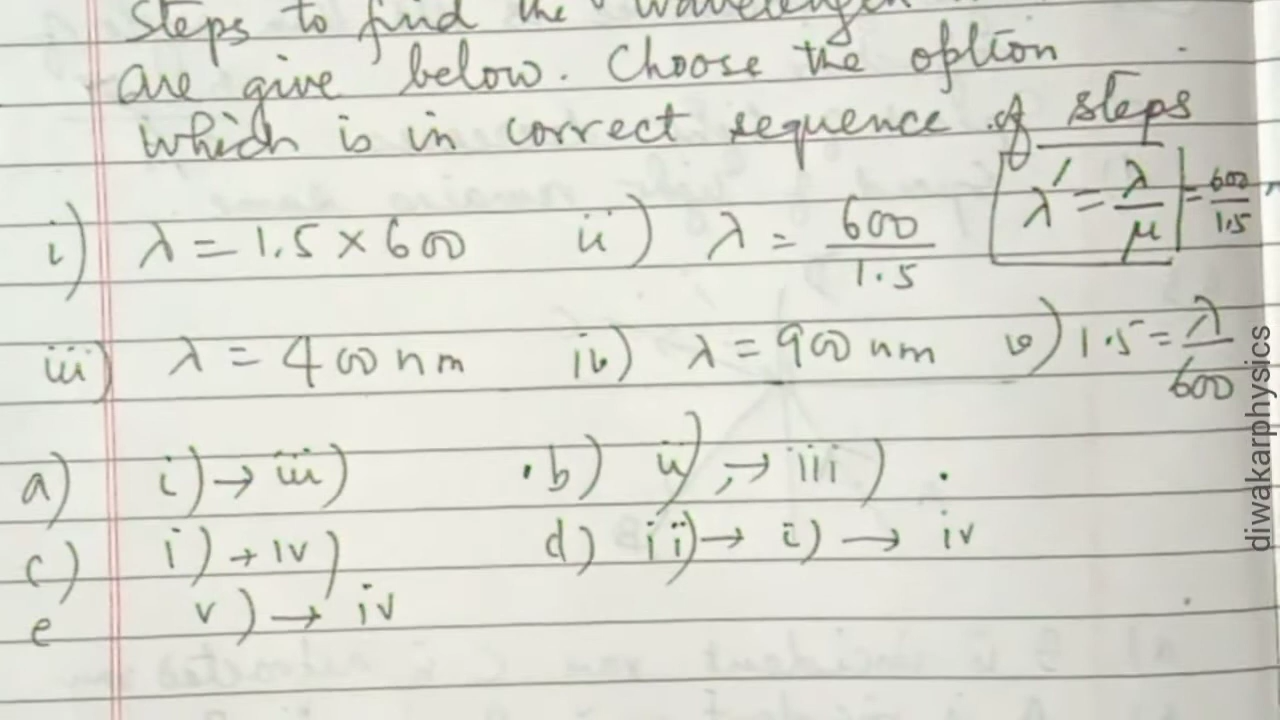 Steps to find the wavelength
are give below. Choose the option
which is in correct sequence of steps
i) λ = 1.5 × 600 ii) λ = 600/1.5 λ' = λ/μ = 600/1.5
iii) λ = 400 nm iv) λ = 900 nm v) 1.5 = λ/600
a) i) → iii) b) ii) → iii)
c) i) → iv) d) ii) → i) → iv
e v) → iv
diwakarphysics